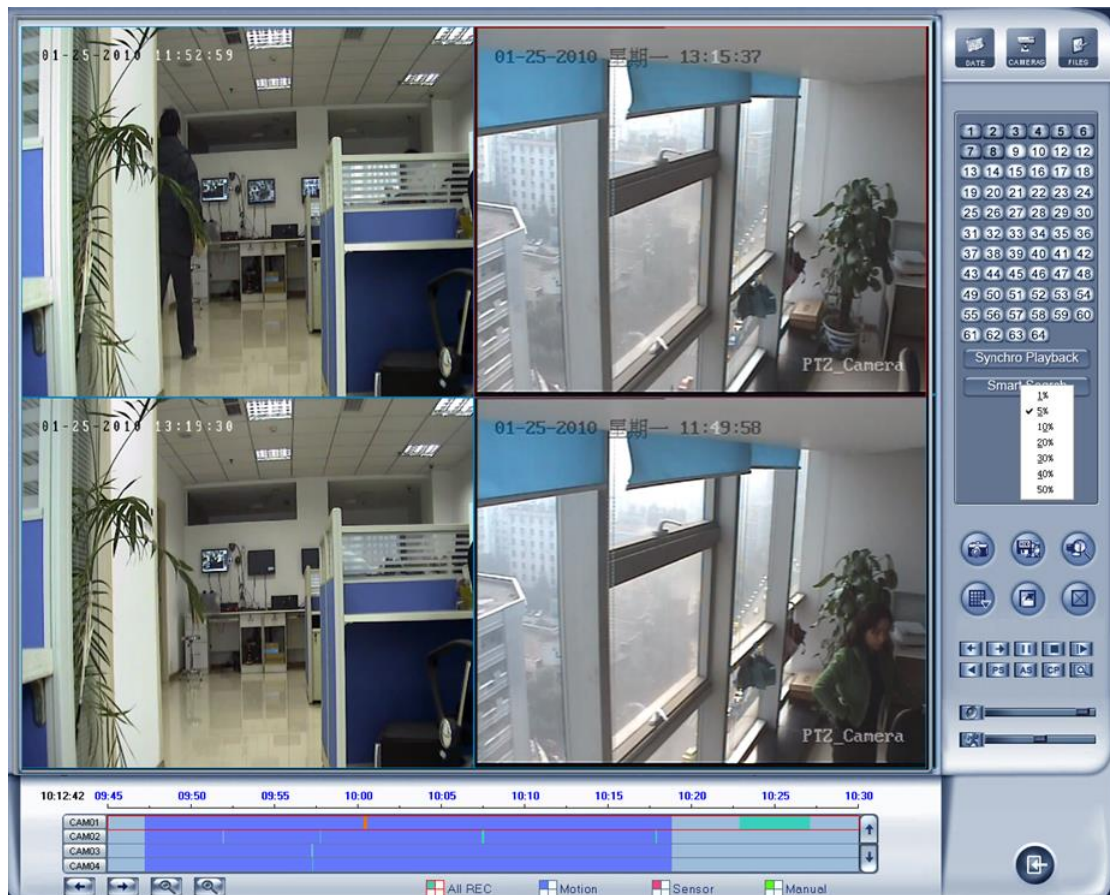 01-25-2010 11:52:59
01-25-2010 星期一 13:15:37
PTZ_Camera
01-25-2010 13:19:30
01-25-2010 星期一 11:49:58
PTZ_Camera
DATE CAMERAS FILES
1 2 3 4 5 6
7 8 9 10 12 12
13 14 15 16 17 18
19 20 21 22 23 24
25 26 27 28 29 30
31 32 33 34 35 36
37 38 39 40 41 42
43 44 45 46 47 48
49 50 51 52 53 54
55 56 57 58 59 60
61 62 63 64
Synchro Playback
Smart Search
1%
5%
10%
20%
30%
40%
50%
PS AS CP
10:12:42 09:45 09:50 09:55 10:00 10:05 10:10 10:15 10:20 10:25 10:30
CAM01
CAM02
CAM03
CAM04
All REC Motion Sensor Manual